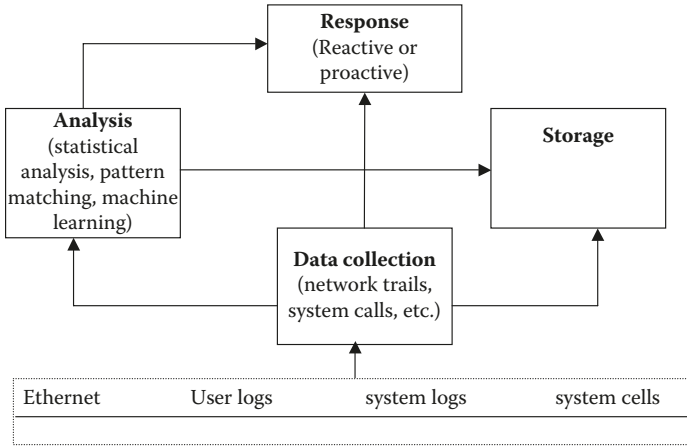 Response
(Reactive or
proactive)
Analysis
(statistical
analysis, pattern
matching, machine
learning)
Storage
Data collection
(network trails,
system calls, etc.)
Ethernet User logs system logs system cells